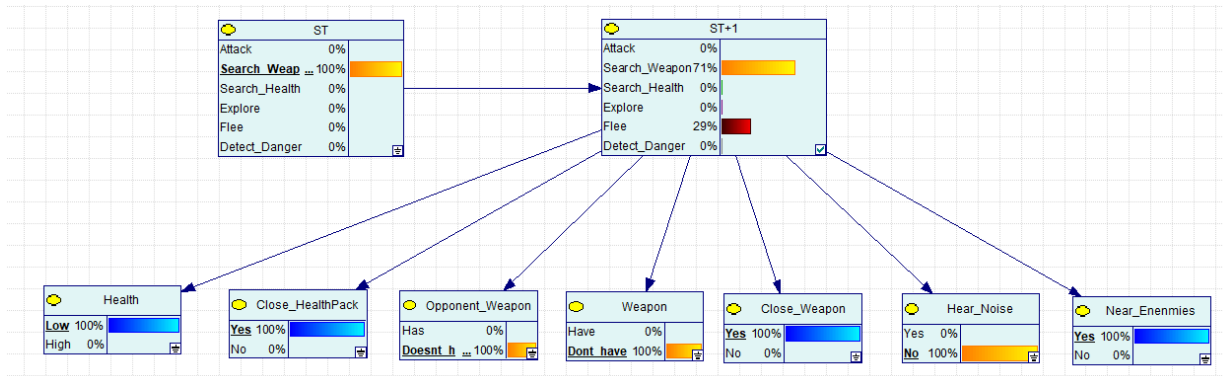 ST
Attack 0%
Search_Weap ... 100%
Search_Health 0%
Explore 0%
Flee 0%
Detect_Danger 0%
ST+1
Attack 0%
Search_Weapon 71%
Search_Health 0%
Explore 0%
Flee 29%
Detect_Danger 0%
Health
Low 100%
High 0%
Close_HealthPack
Yes 100%
No 0%
Opponent_Weapon
Has 0%
Doesnt_h ... 100%
Weapon
Have 0%
Dont_have 100%
Close_Weapon
Yes 100%
No 0%
Hear_Noise
Yes 0%
No 100%
Near_Enenmies
Yes 100%
No 0%